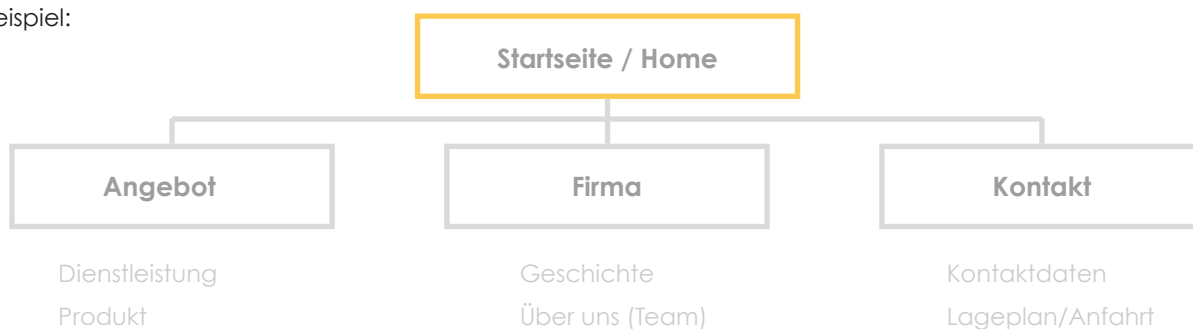 eispiel:
Startseite / Home
Angebot
Firma
Kontakt
Dienstleistung
Geschichte
Kontaktdaten
Produkt
Über uns (Team)
Lageplan/Anfahrt